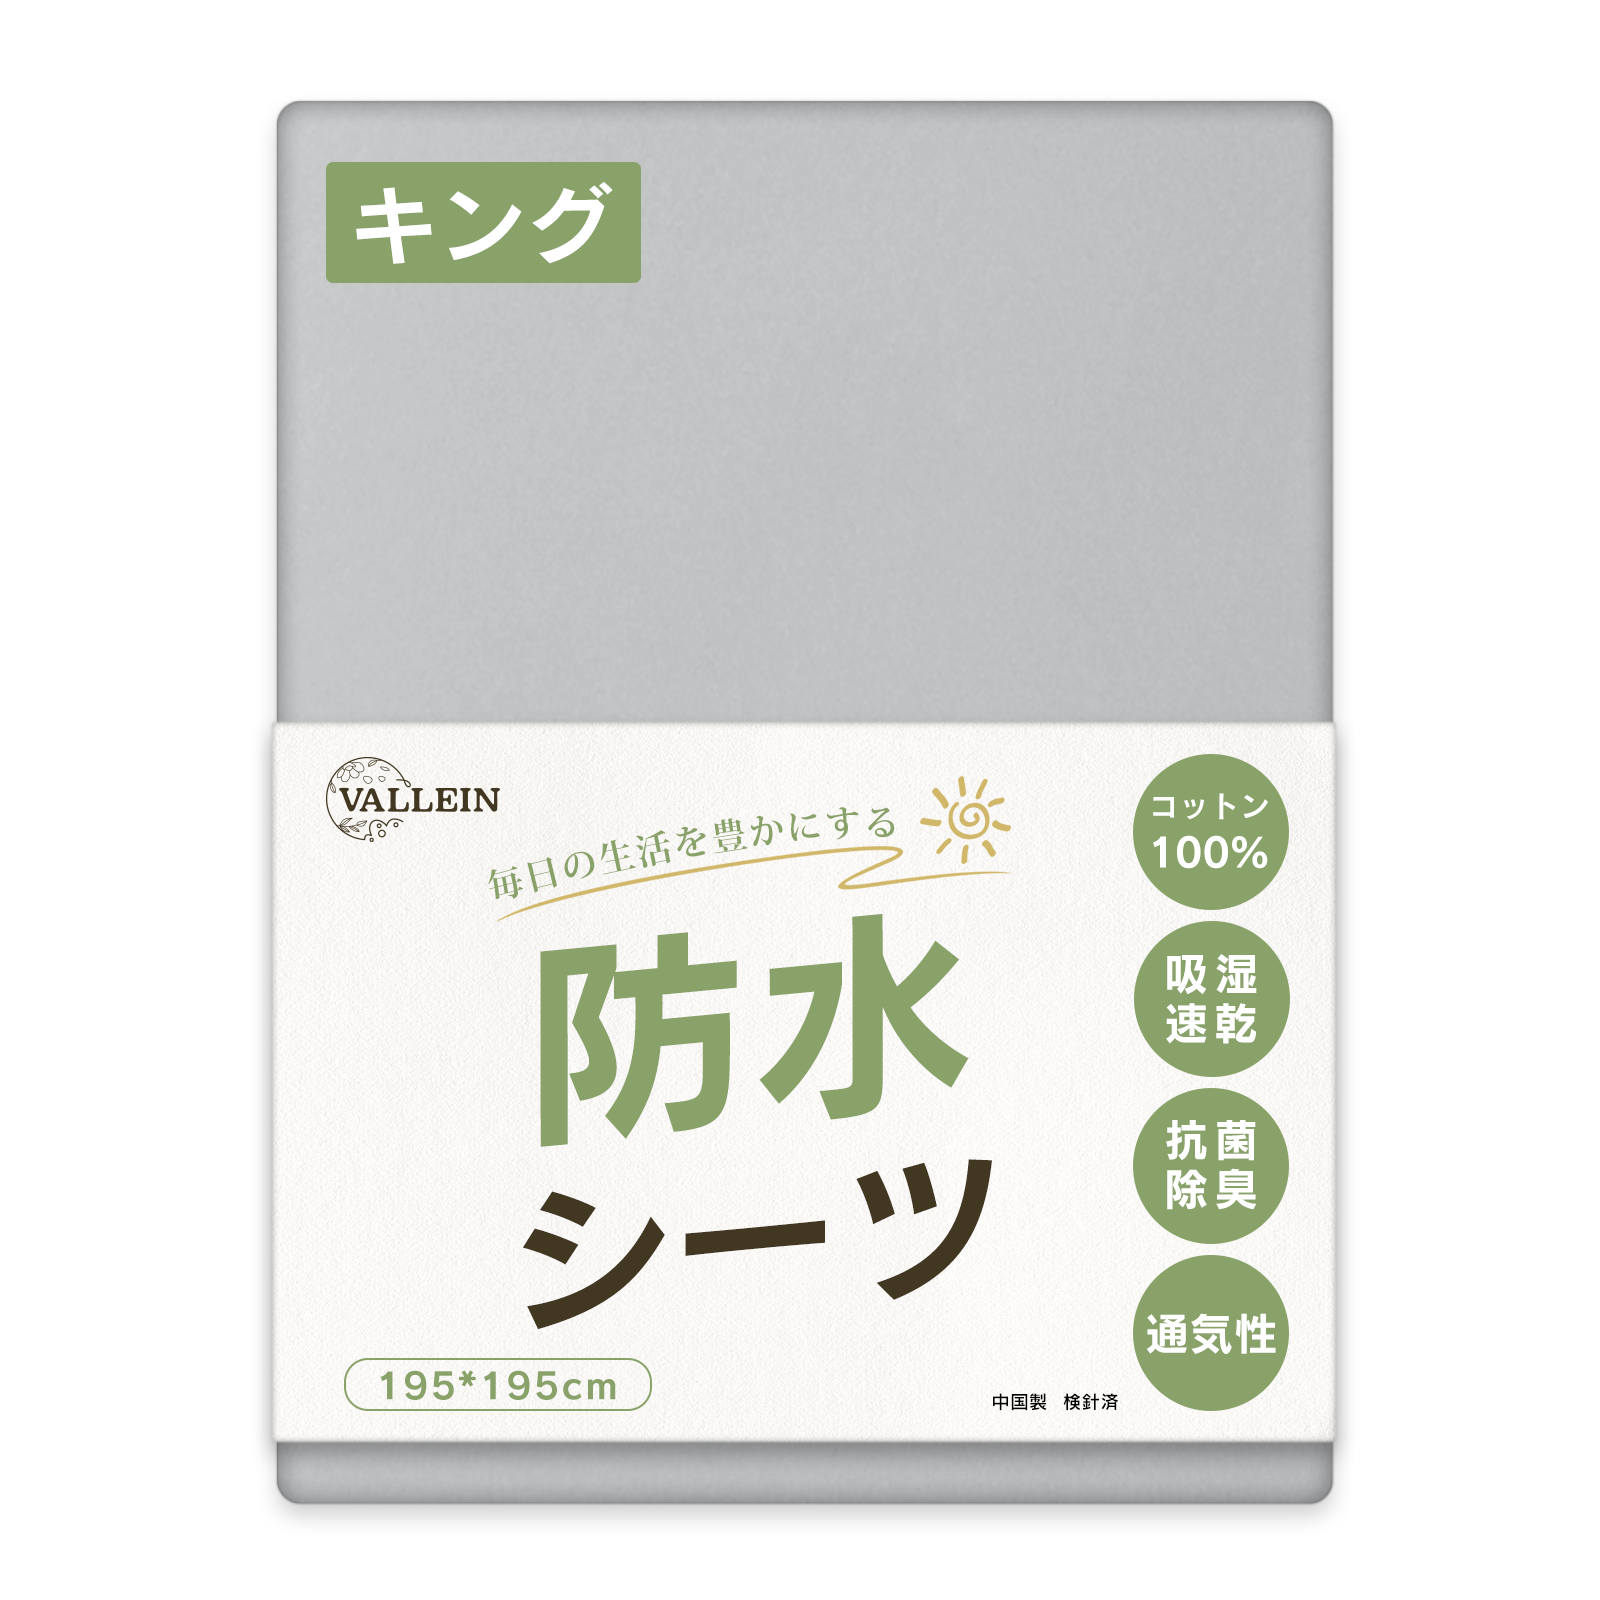 キング
VALLEIN
毎日の生活を豊かにする
防水
シーツ
195*195cm
中国製 検針済
コットン
100%
吸湿
速乾
抗菌
除臭
通気性